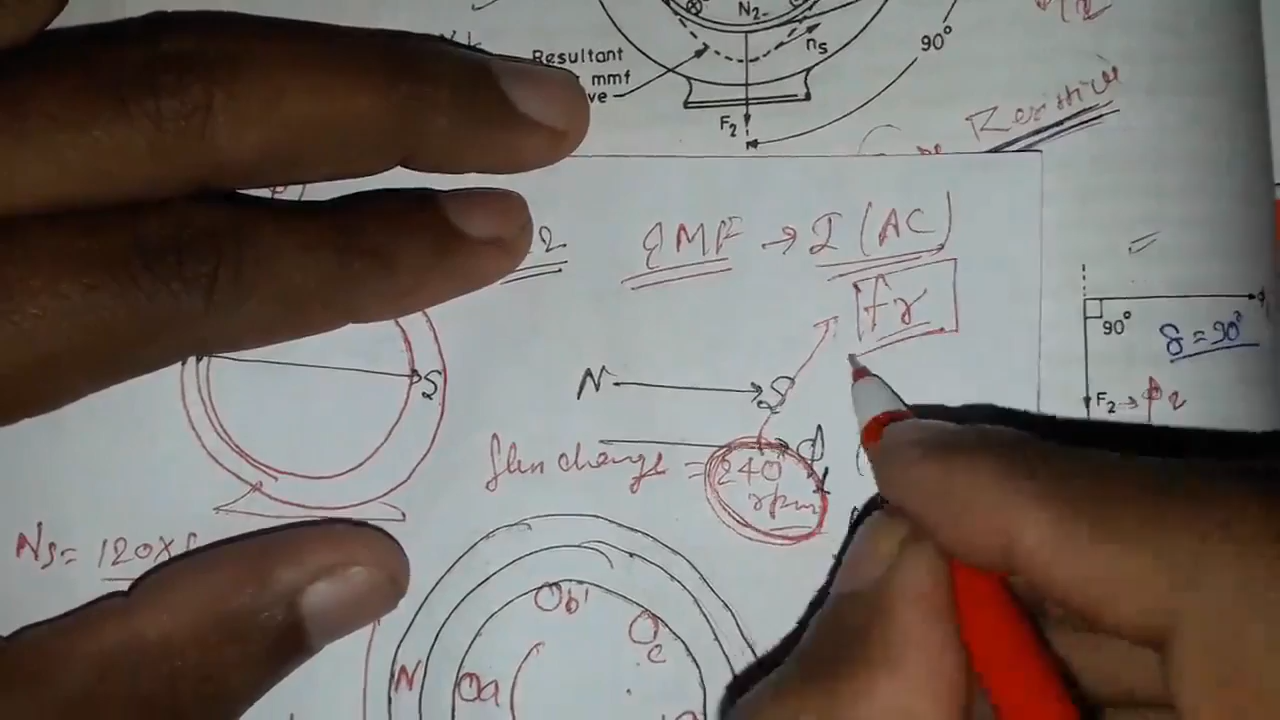 N2
nS
90°
Resultant
mmf
ve
F2
Resistive
2 EMF → I (AC)
fr
90°
δ = 90°
F2 → ϕ2
N → S
S
flux change = 240 rpm
ϕ
Ns = 120×f
Ob'
Oc
N
Oa